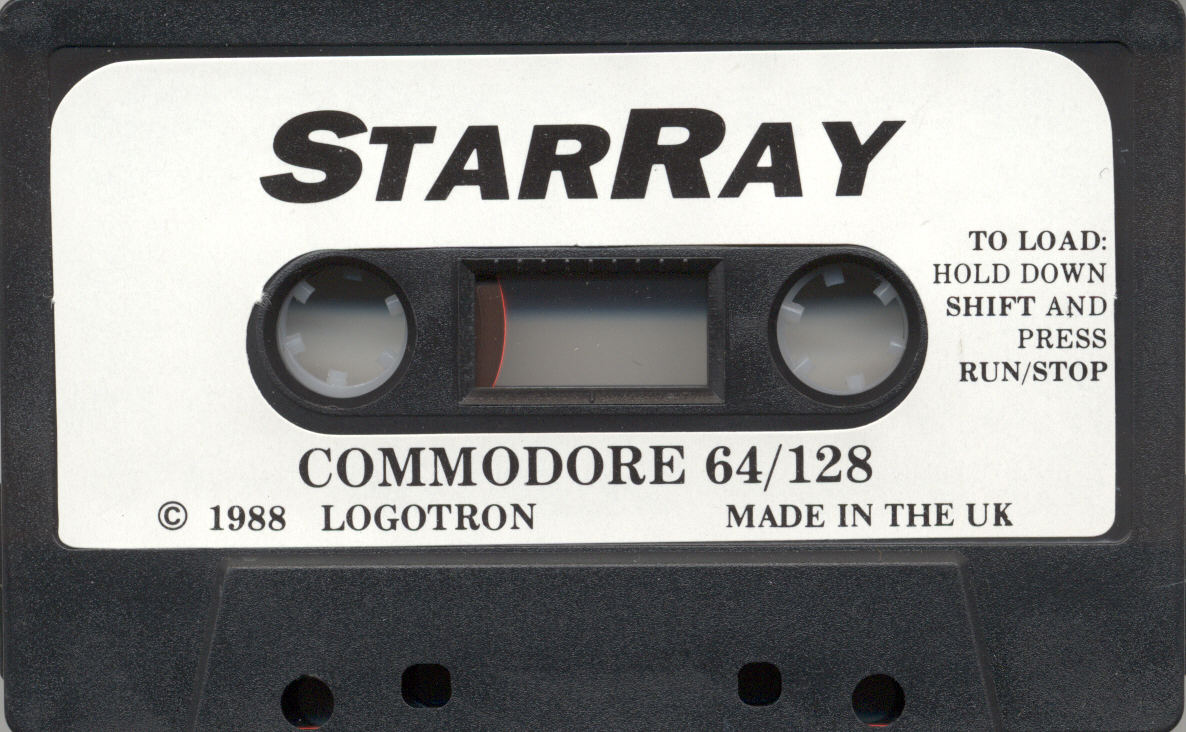 STARRAY
TO LOAD:
HOLD DOWN
SHIFT AND
PRESS
RUN/STOP
COMMODORE 64/128
© 1988 LOGOTRON MADE IN THE UK